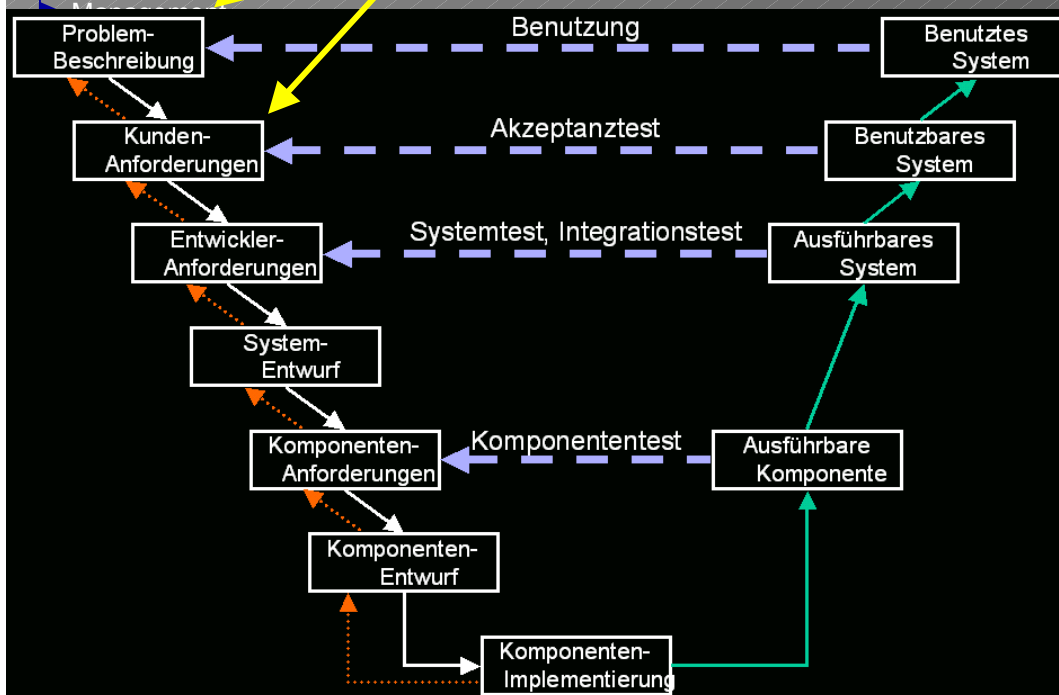 Management
Problem-
Beschreibung
Benutzung
Benutztes
System
Kunden-
Anforderungen
Akzeptanztest
Benutzbares
System
Entwickler-
Anforderungen
Systemtest, Integrationstest
Ausführbares
System
System-
Entwurf
Komponenten-
Anforderungen
Komponententest
Ausführbare
Komponente
Komponenten-
Entwurf
Komponenten-
Implementierung